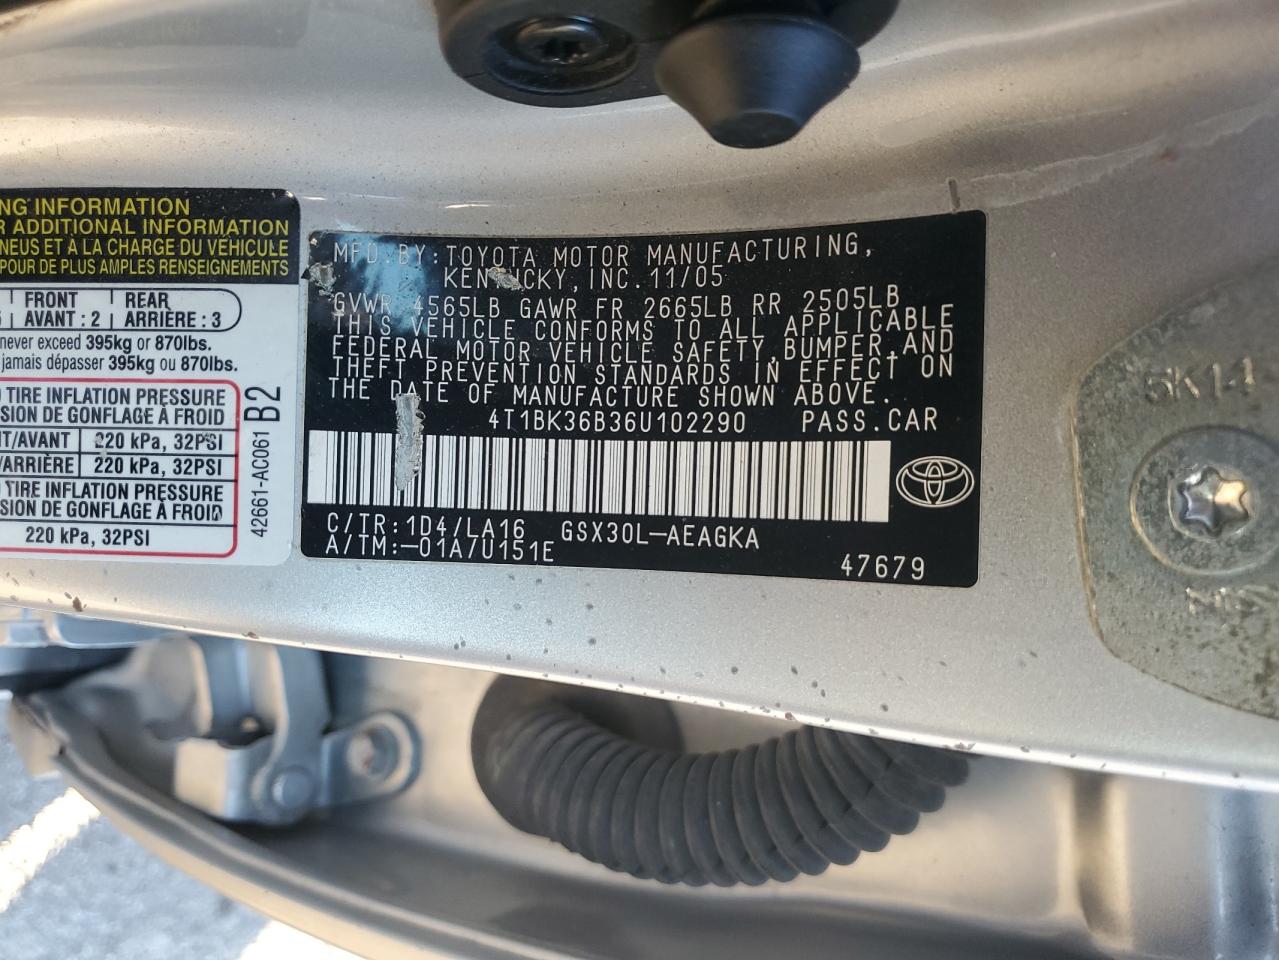 NG INFORMATION
R ADDITIONAL INFORMATION
NEUS ET À LA CHARGE DU VÉHICULE
POUR DE PLUS AMPLES RENSEIGNEMENTS
FRONT REAR
AVANT : 2 ARRIÈRE : 3
never exceed 395kg or 870lbs.
jamais dépasser 395kg ou 870lbs.
TIRE INFLATION PRESSURE
SION DE GONFLAGE À FROID
T/AVANT 220 kPa, 32PSI
/ARRIÈRE 220 kPa, 32PSI
TIRE INFLATION PRESSURE
SION DE GONFLAGE À FROID
220 kPa, 32PSI
42661-AC061 B2
MFD. BY: TOYOTA MOTOR MANUFACTURING,
KENTUCKY, INC. 11/05
GVWR 4565LB GAWR FR 2665LB RR 2505LB
THIS VEHICLE CONFORMS TO ALL APPLICABLE
FEDERAL MOTOR VEHICLE SAFETY, BUMPER, AND
THEFT PREVENTION STANDARDS IN EFFECT ON
THE DATE OF MANUFACTURE SHOWN ABOVE.
4T1BK36B36U102290 PASS. CAR
C/TR: 1D4/LA16 GSX30L-AEAGKA
A/TM:-01A/U151E
47679
5K14